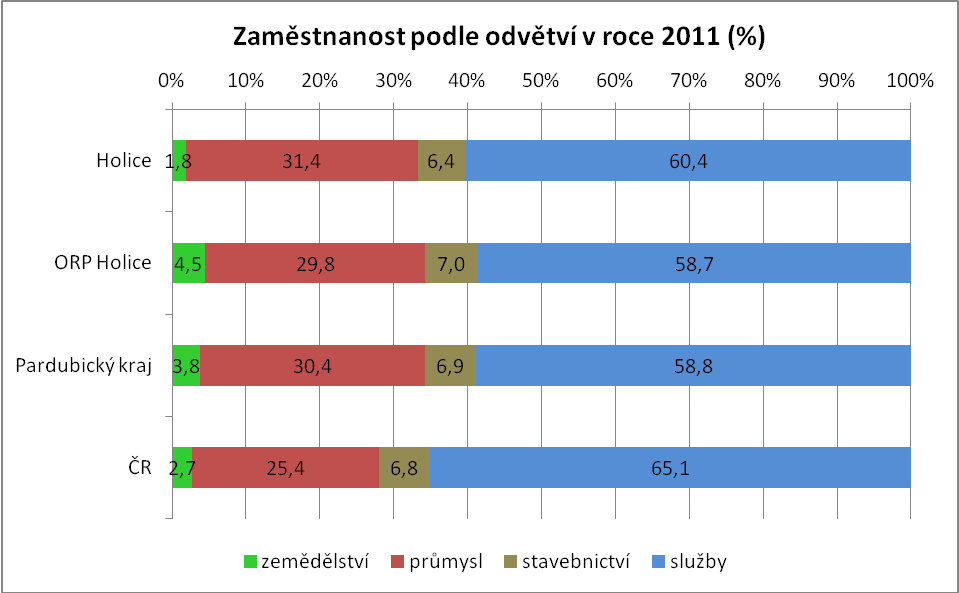 Zaměstnanost podle odvětví v roce 2011 (%)
0% 10% 20% 30% 40% 50% 60% 70% 80% 90% 100%
Holice 1,8 31,4 6,4 60,4
ORP Holice 4,5 29,8 7,0 58,7
Pardubický kraj 3,8 30,4 6,9 58,8
ČR 2,7 25,4 6,8 65,1
zemědělství průmysl stavebnictví služby